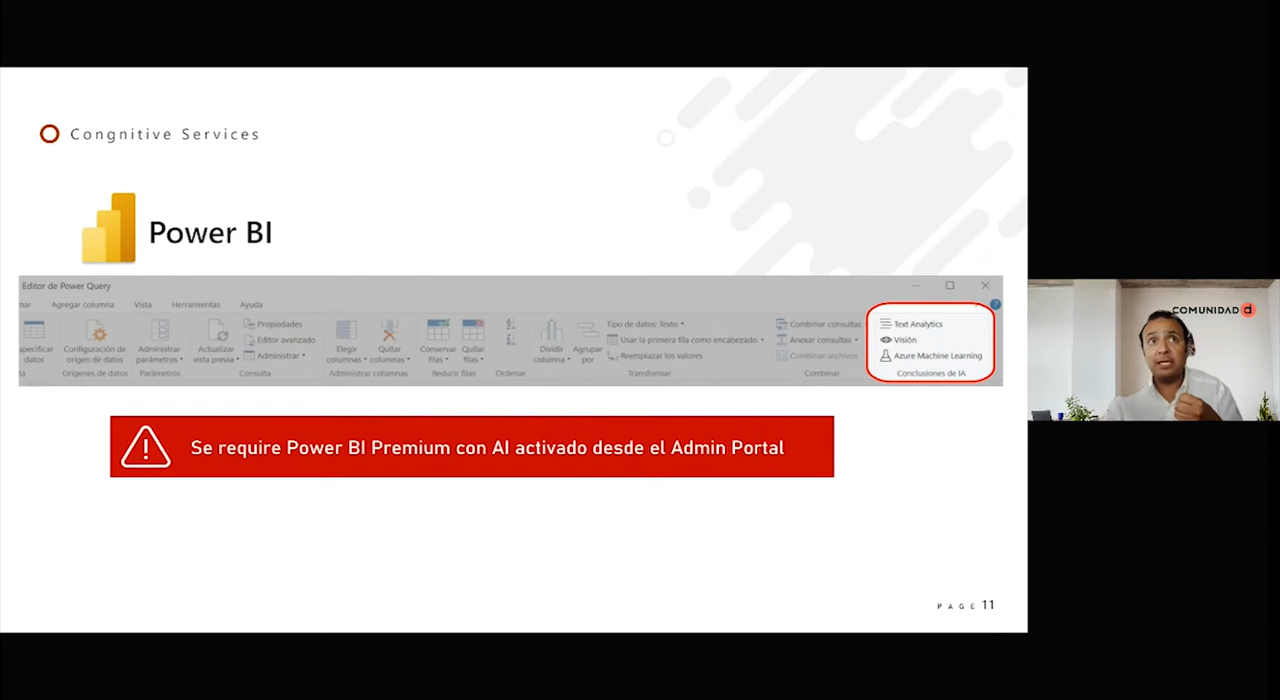 Congnitive Services
Power BI
Editor de Power Query
nar Agregar columna Vista Herramientas Ayuda
specificar datos
Configuración de origen de datos
Orígenes de datos
Administrar parámetros
Parámetros
Actualizar vista previa
Propiedades
Editor avanzado
Administrar
Consulta
Elegir columnas
Quitar columnas
Administrar columnas
Conservar filas
Quitar filas
Reducir filas
Ordenar
Dividir columna
Agrupar por
Tipo de datos: Texto
Usar la primera fila como encabezado
Reemplazar los valores
Transformar
Combinar consultas
Anexar consultas
Combinar archivos
Combinar
Text Analytics
Visión
Azure Machine Learning
Conclusiones de IA
Se require Power BI Premium con AI activado desde el Admin Portal
PAGE 11
COMUNIDAD d